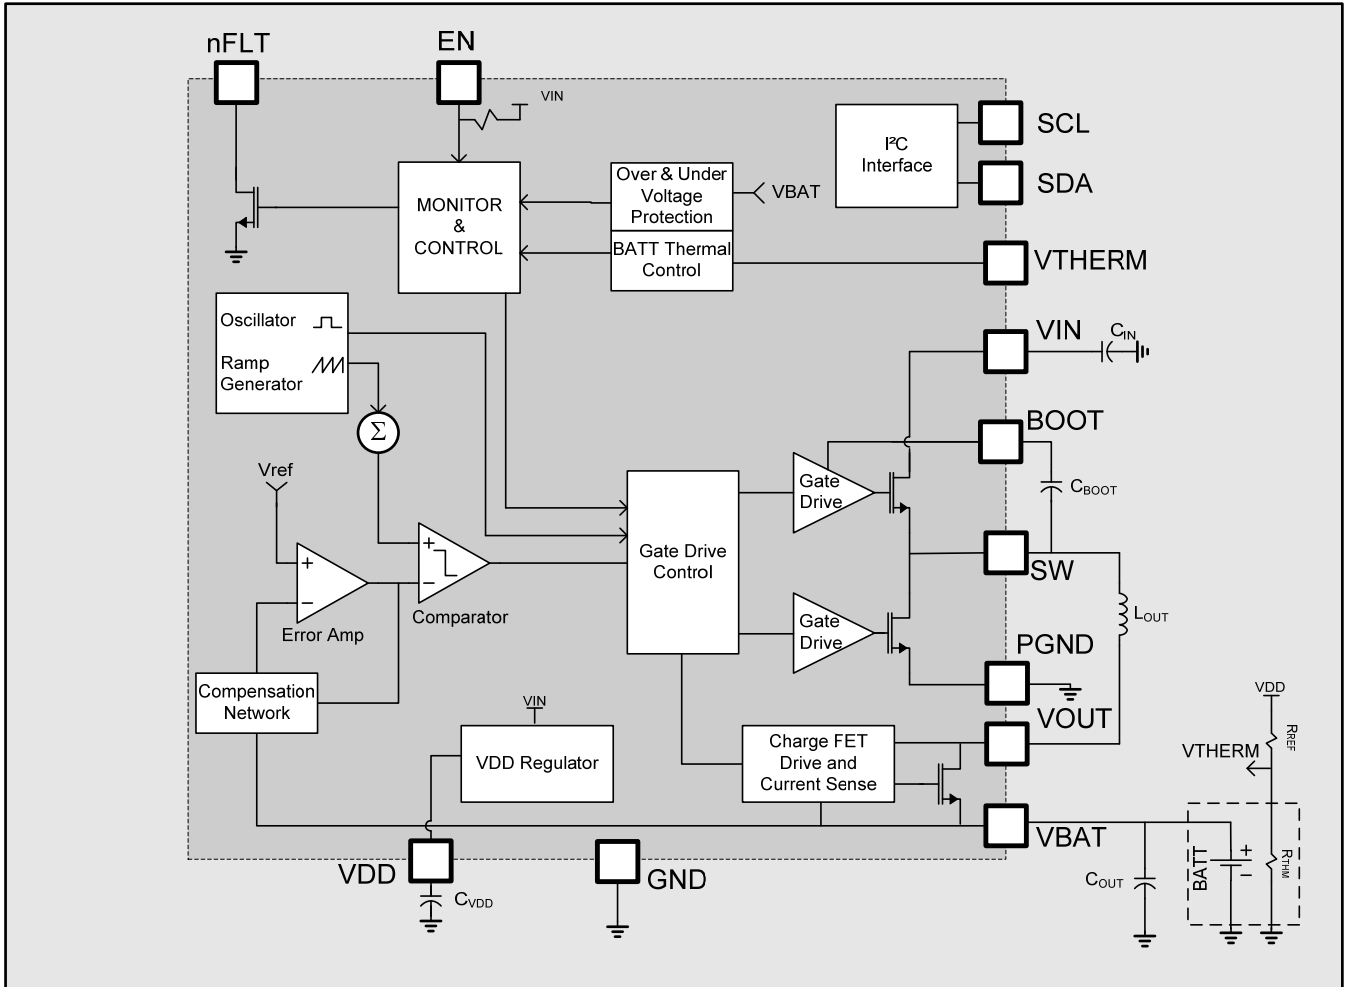 nFLT
EN
VIN
SCL
SDA
I²C
Interface
MONITOR
&
CONTROL
Over & Under
Voltage
Protection
VBAT
BATT Thermal
Control
VTHERM
Oscillator
Ramp
Generator
Σ
VIN
CIN
BOOT
CBOOT
Vref
Gate
Drive
+
−
Error Amp
+
−
Comparator
Gate Drive
Control
SW
LOUT
Gate
Drive
PGND
Compensation
Network
VIN
VDD Regulator
Charge FET
Drive and
Current Sense
VOUT
VDD
RREF
VTHERM
VBAT
VDD
CVDD
GND
COUT
BATT
+
−
RTHM